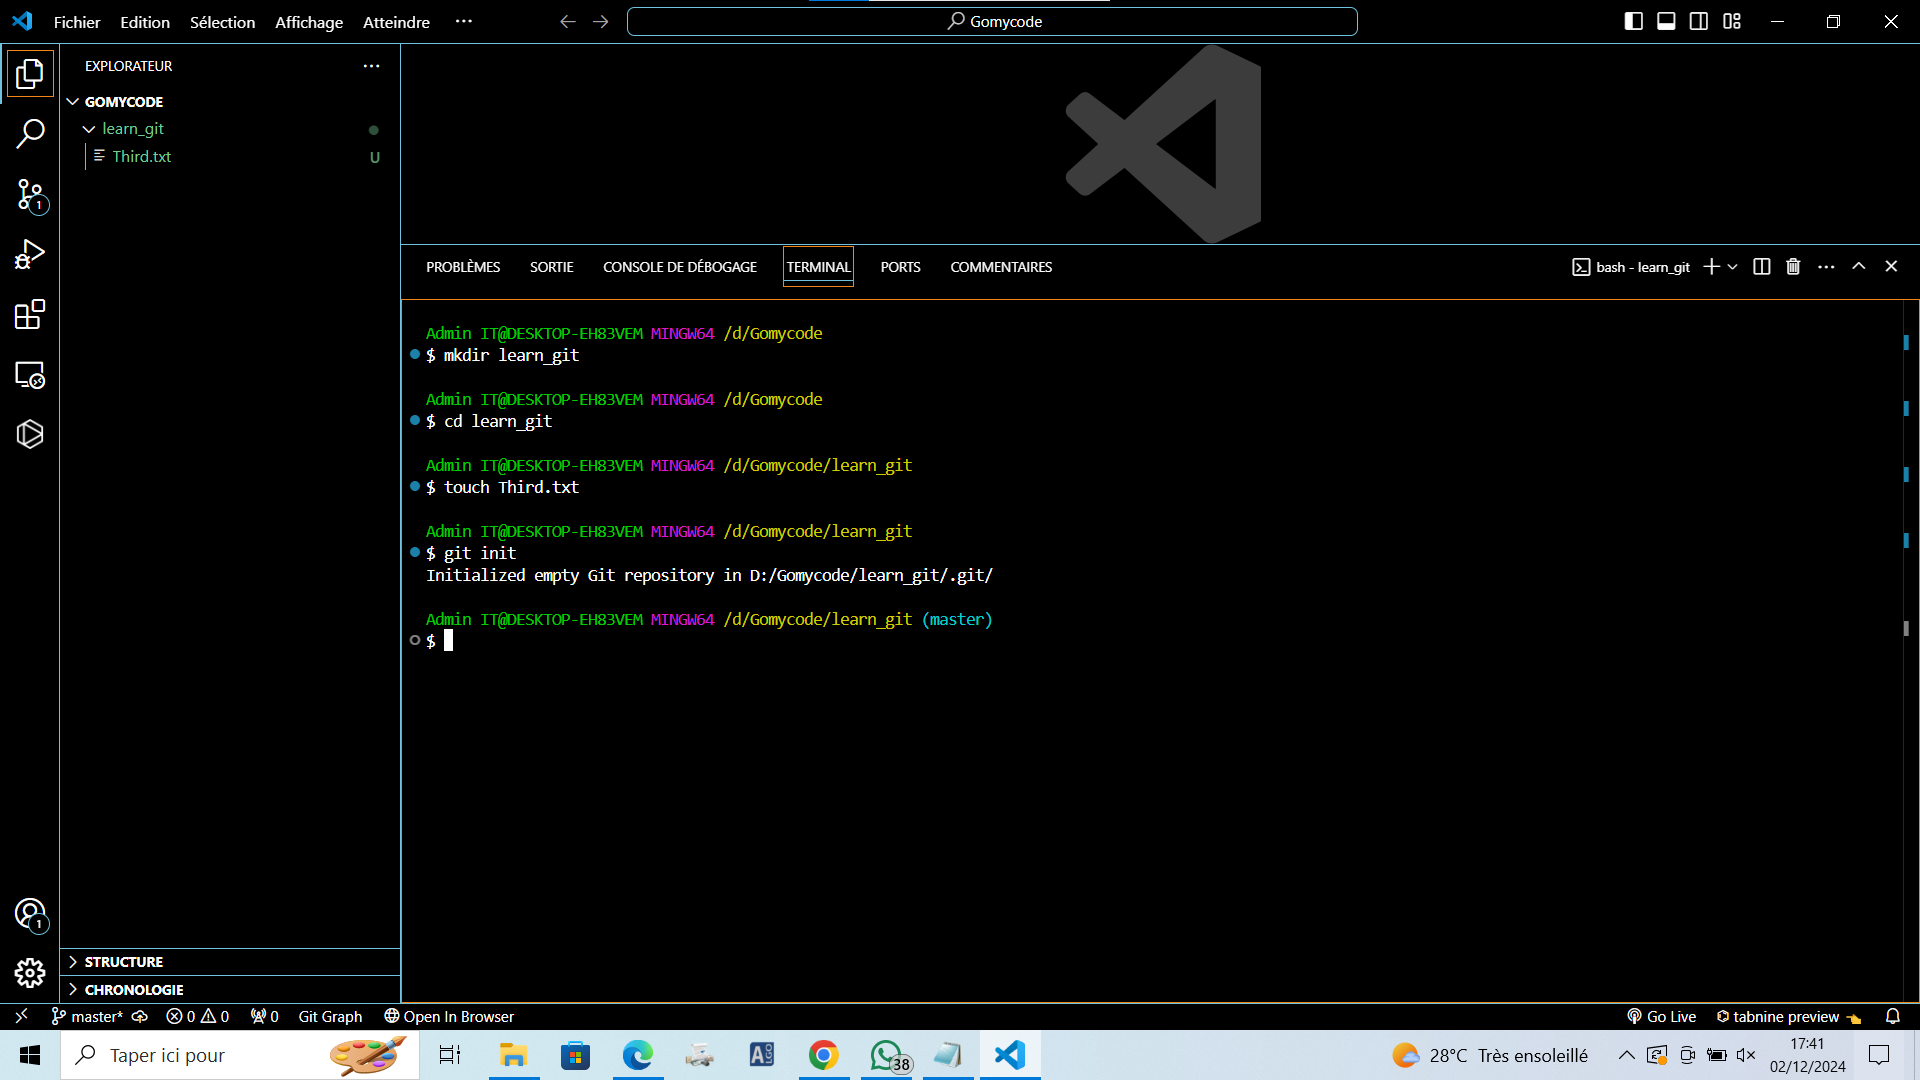 Fichier Edition Sélection Affichage Atteindre ···
Gomycode
EXPLORATEUR
GOMYCODE
learn_git
Third.txt U
1
1
STRUCTURE
CHRONOLOGIE
PROBLÈMES SORTIE CONSOLE DE DÉBOGAGE TERMINAL PORTS COMMENTAIRES
bash - learn_git
Admin IT@DESKTOP-EH83VEM MINGW64 /d/Gomycode
$ mkdir learn_git
Admin IT@DESKTOP-EH83VEM MINGW64 /d/Gomycode
$ cd learn_git
Admin IT@DESKTOP-EH83VEM MINGW64 /d/Gomycode/learn_git
$ touch Third.txt
Admin IT@DESKTOP-EH83VEM MINGW64 /d/Gomycode/learn_git
$ git init
Initialized empty Git repository in D:/Gomycode/learn_git/.git/
Admin IT@DESKTOP-EH83VEM MINGW64 /d/Gomycode/learn_git (master)
$
master* 0 0 0 Git Graph Open In Browser Go Live tabnine preview
Taper ici pour
ALGO
38
28°C Très ensoleillé
17:41
02/12/2024